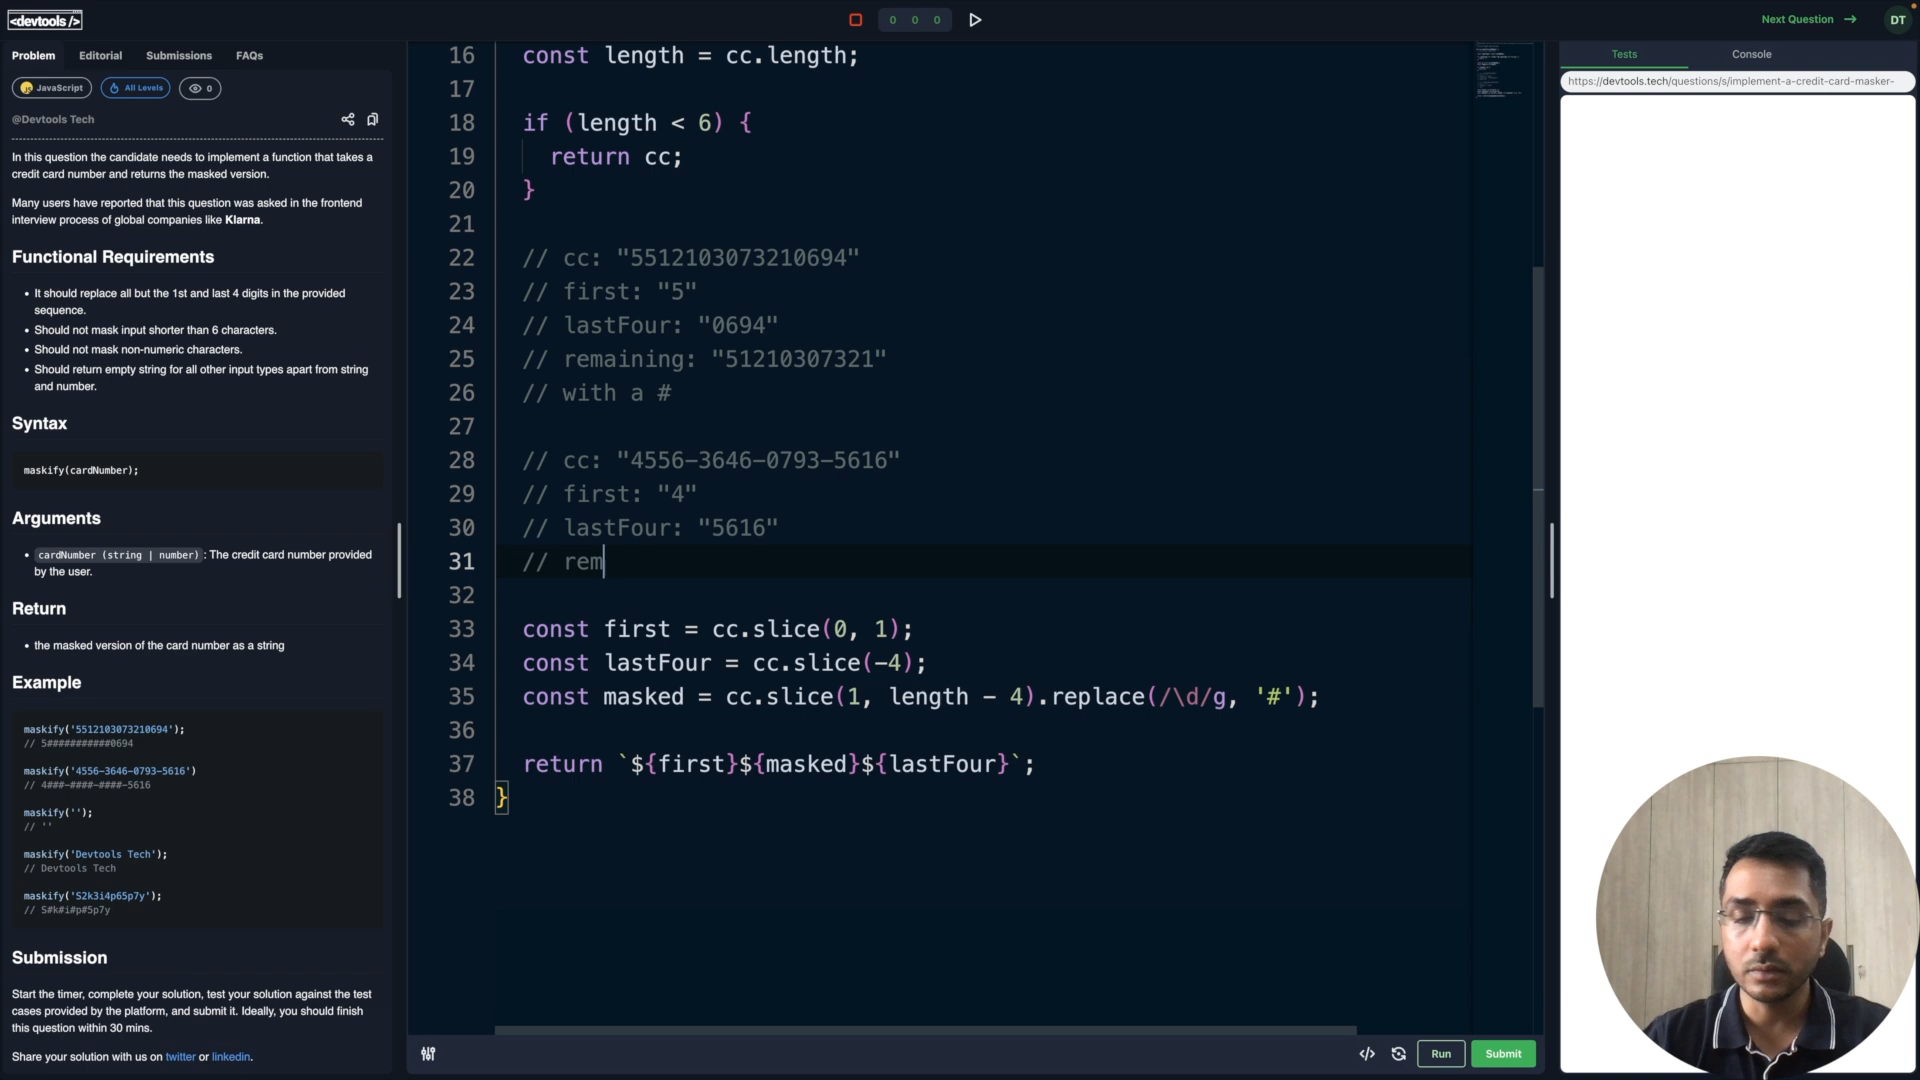 <devtools />
0 0 0
Next Question →
DT
Problem Editorial Submissions FAQs
JavaScript All Levels 0
@Devtools Tech
In this question the candidate needs to implement a function that takes a
credit card number and returns the masked version.
Many users have reported that this question was asked in the frontend
interview process of global companies like Klarna.
Functional Requirements
• It should replace all but the 1st and last 4 digits in the provided
sequence.
• Should not mask input shorter than 6 characters.
• Should not mask non-numeric characters.
• Should return empty string for all other input types apart from string
and number.
Syntax
maskify(cardNumber);
Arguments
• cardNumber (string | number) : The credit card number provided
by the user.
Return
• the masked version of the card number as a string
Example
maskify('5512103073210694');
// 5###########0694
maskify('4556-3646-0793-5616')
// 4###-####-####-5616
maskify('');
// ''
maskify('Devtools Tech');
// Devtools Tech
maskify('S2k3i4p65p7y');
// S#k#i#p#5p7y
Submission
Start the timer, complete your solution, test your solution against the test
cases provided by the platform, and submit it. Ideally, you should finish
this question within 30 mins.
Share your solution with us on twitter or linkedin.
16 const length = cc.length;
17
18 if (length < 6) {
19 return cc;
20 }
21
22 // cc: "5512103073210694"
23 // first: "5"
24 // lastFour: "0694"
25 // remaining: "51210307321"
26 // with a #
27
28 // cc: "4556-3646-0793-5616"
29 // first: "4"
30 // lastFour: "5616"
31 // rem
32
33 const first = cc.slice(0, 1);
34 const lastFour = cc.slice(-4);
35 const masked = cc.slice(1, length - 4).replace(/\d/g, '#');
36
37 return `${first}${masked}${lastFour}`;
38 }
Run Submit
Tests Console
https://devtools.tech/questions/s/implement-a-credit-card-masker-